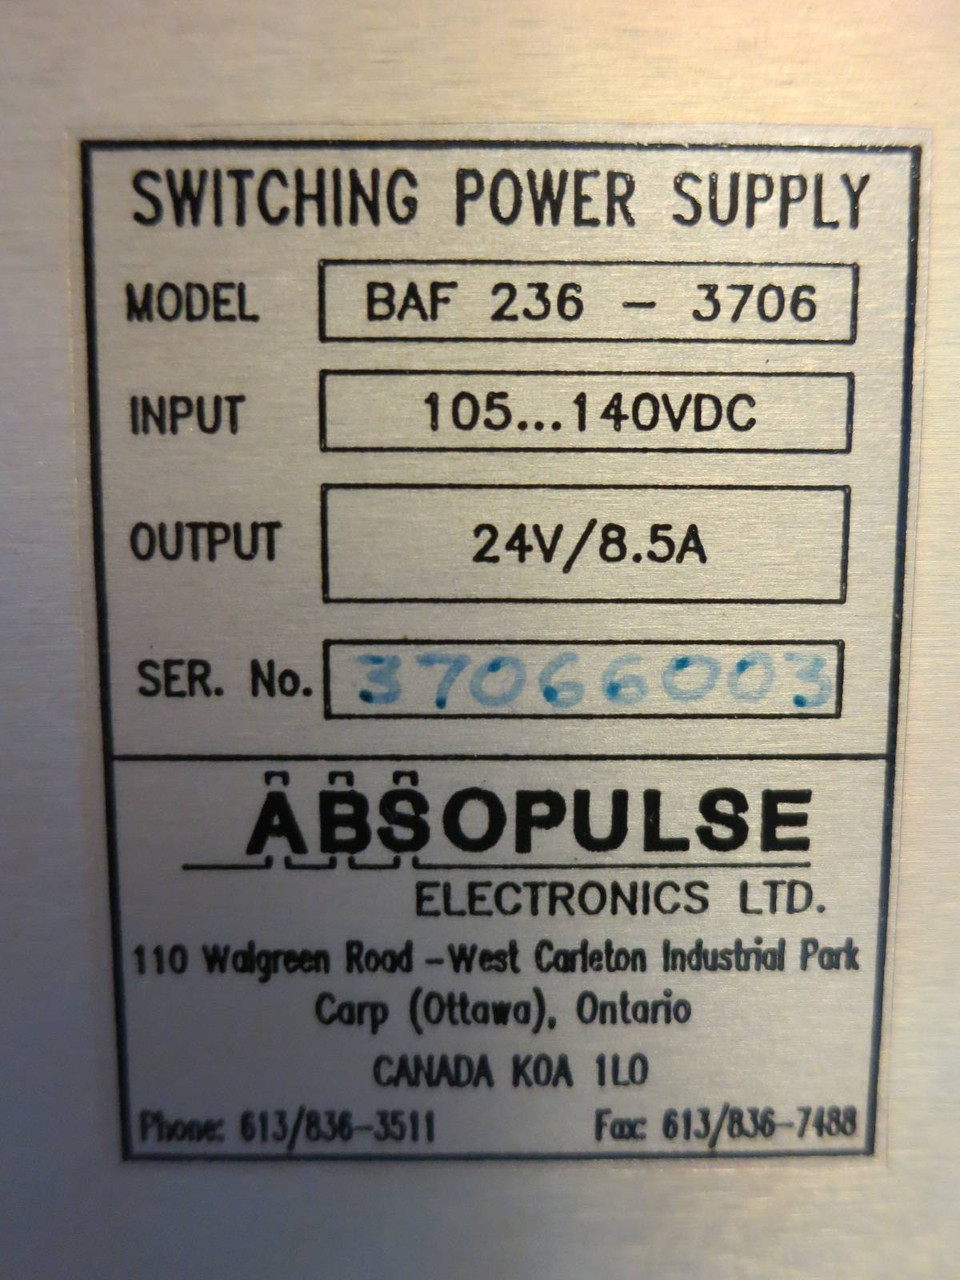 SWITCHING POWER SUPPLY
MODEL BAF 236 - 3706
INPUT 105...140VDC
OUTPUT 24V/8.5A
SER. No. 37066003
ABSOPULSE
ELECTRONICS LTD.
110 Walgreen Road -West Carleton Industrial Park
Carp (Ottawa), Ontario
CANADA K0A 1L0
Phone: 613/836-3511 Fax: 613/836-7488